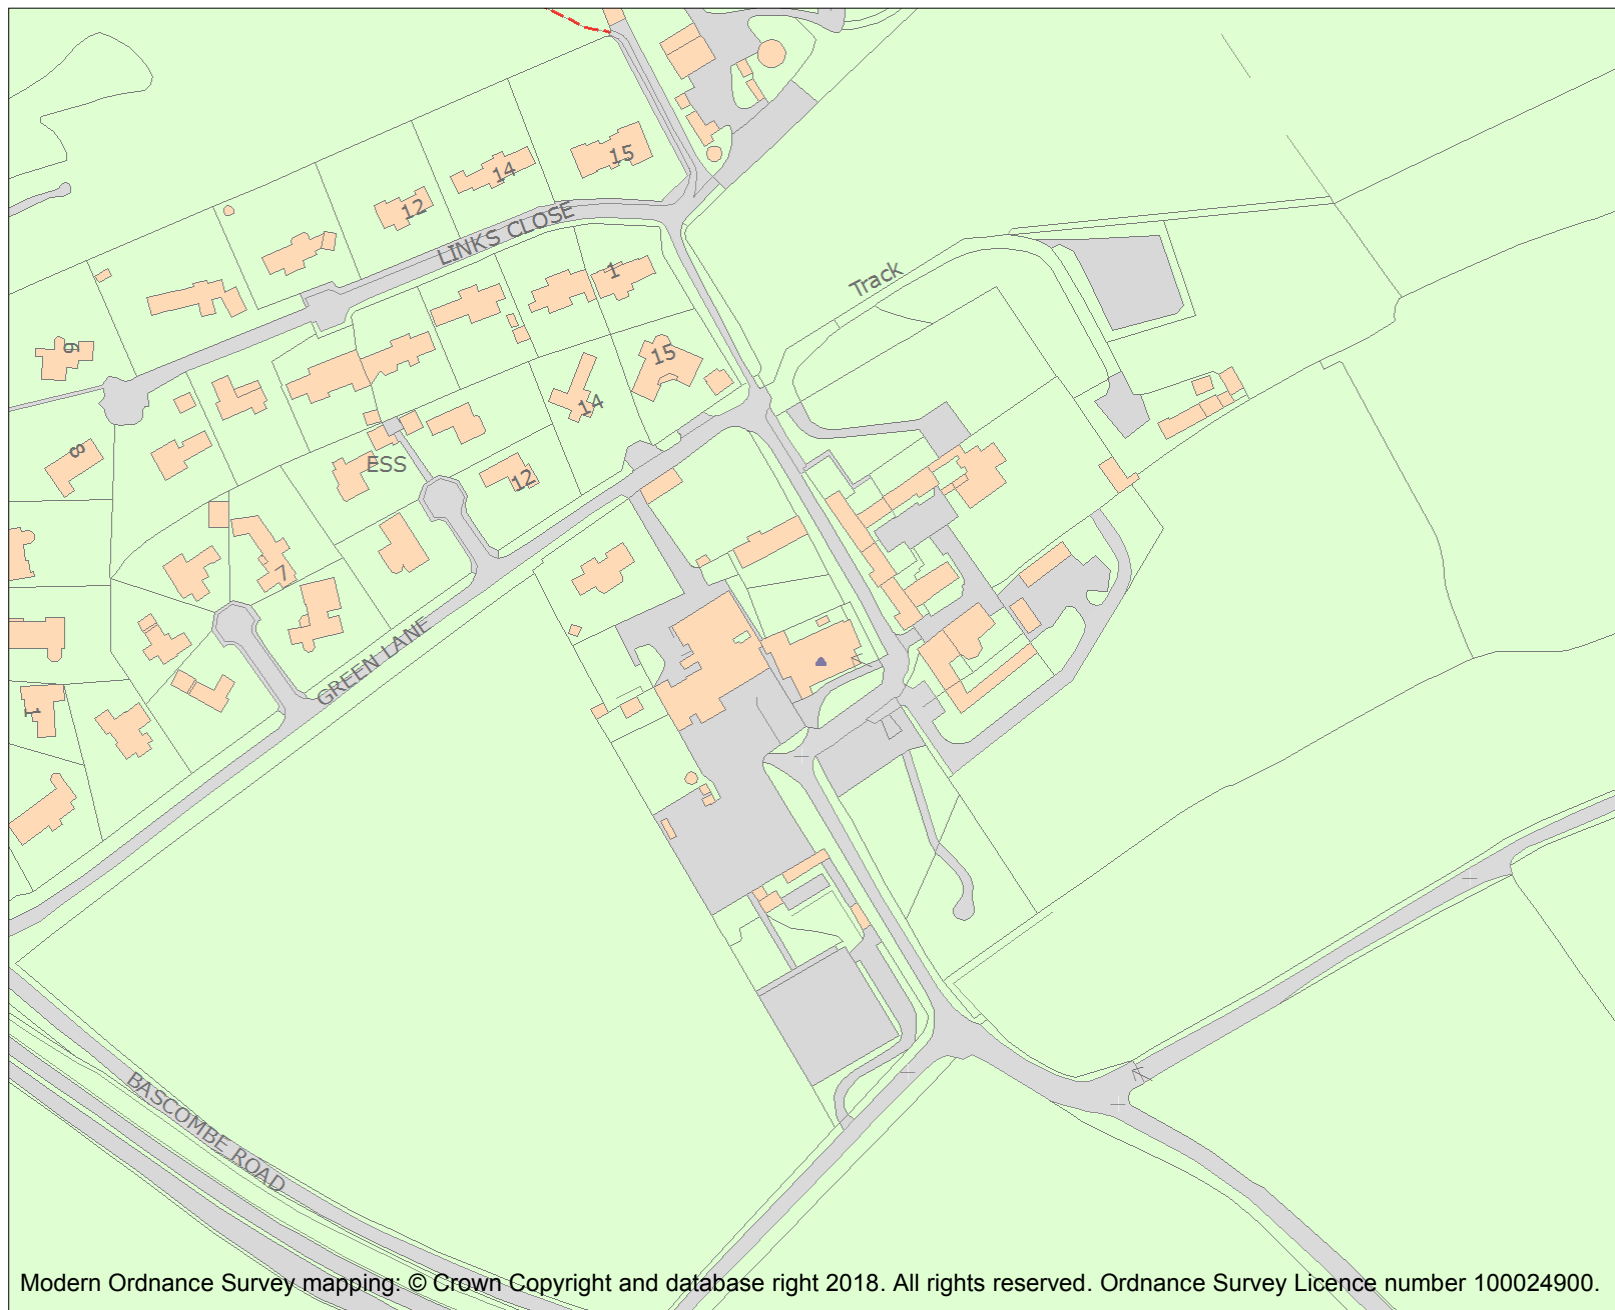 15
14
12
LINKS CLOSE
1
Track
9
15
14
8
ESS
12
7
GREEN LANE
1
BASCOMBE ROAD
Modern Ordnance Survey mapping: © Crown Copyright and database right 2018. All rights reserved. Ordnance Survey Licence number 100024900.